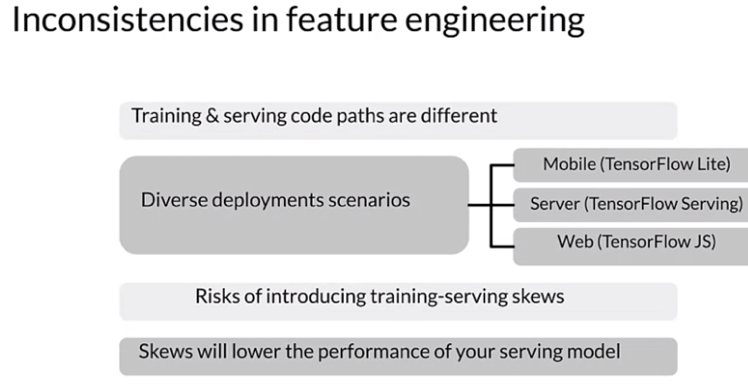 Inconsistencies in feature engineering
Training & serving code paths are different
Diverse deployments scenarios
Mobile (TensorFlow Lite)
Server (TensorFlow Serving)
Web (TensorFlow JS)
Risks of introducing training-serving skews
Skews will lower the performance of your serving model